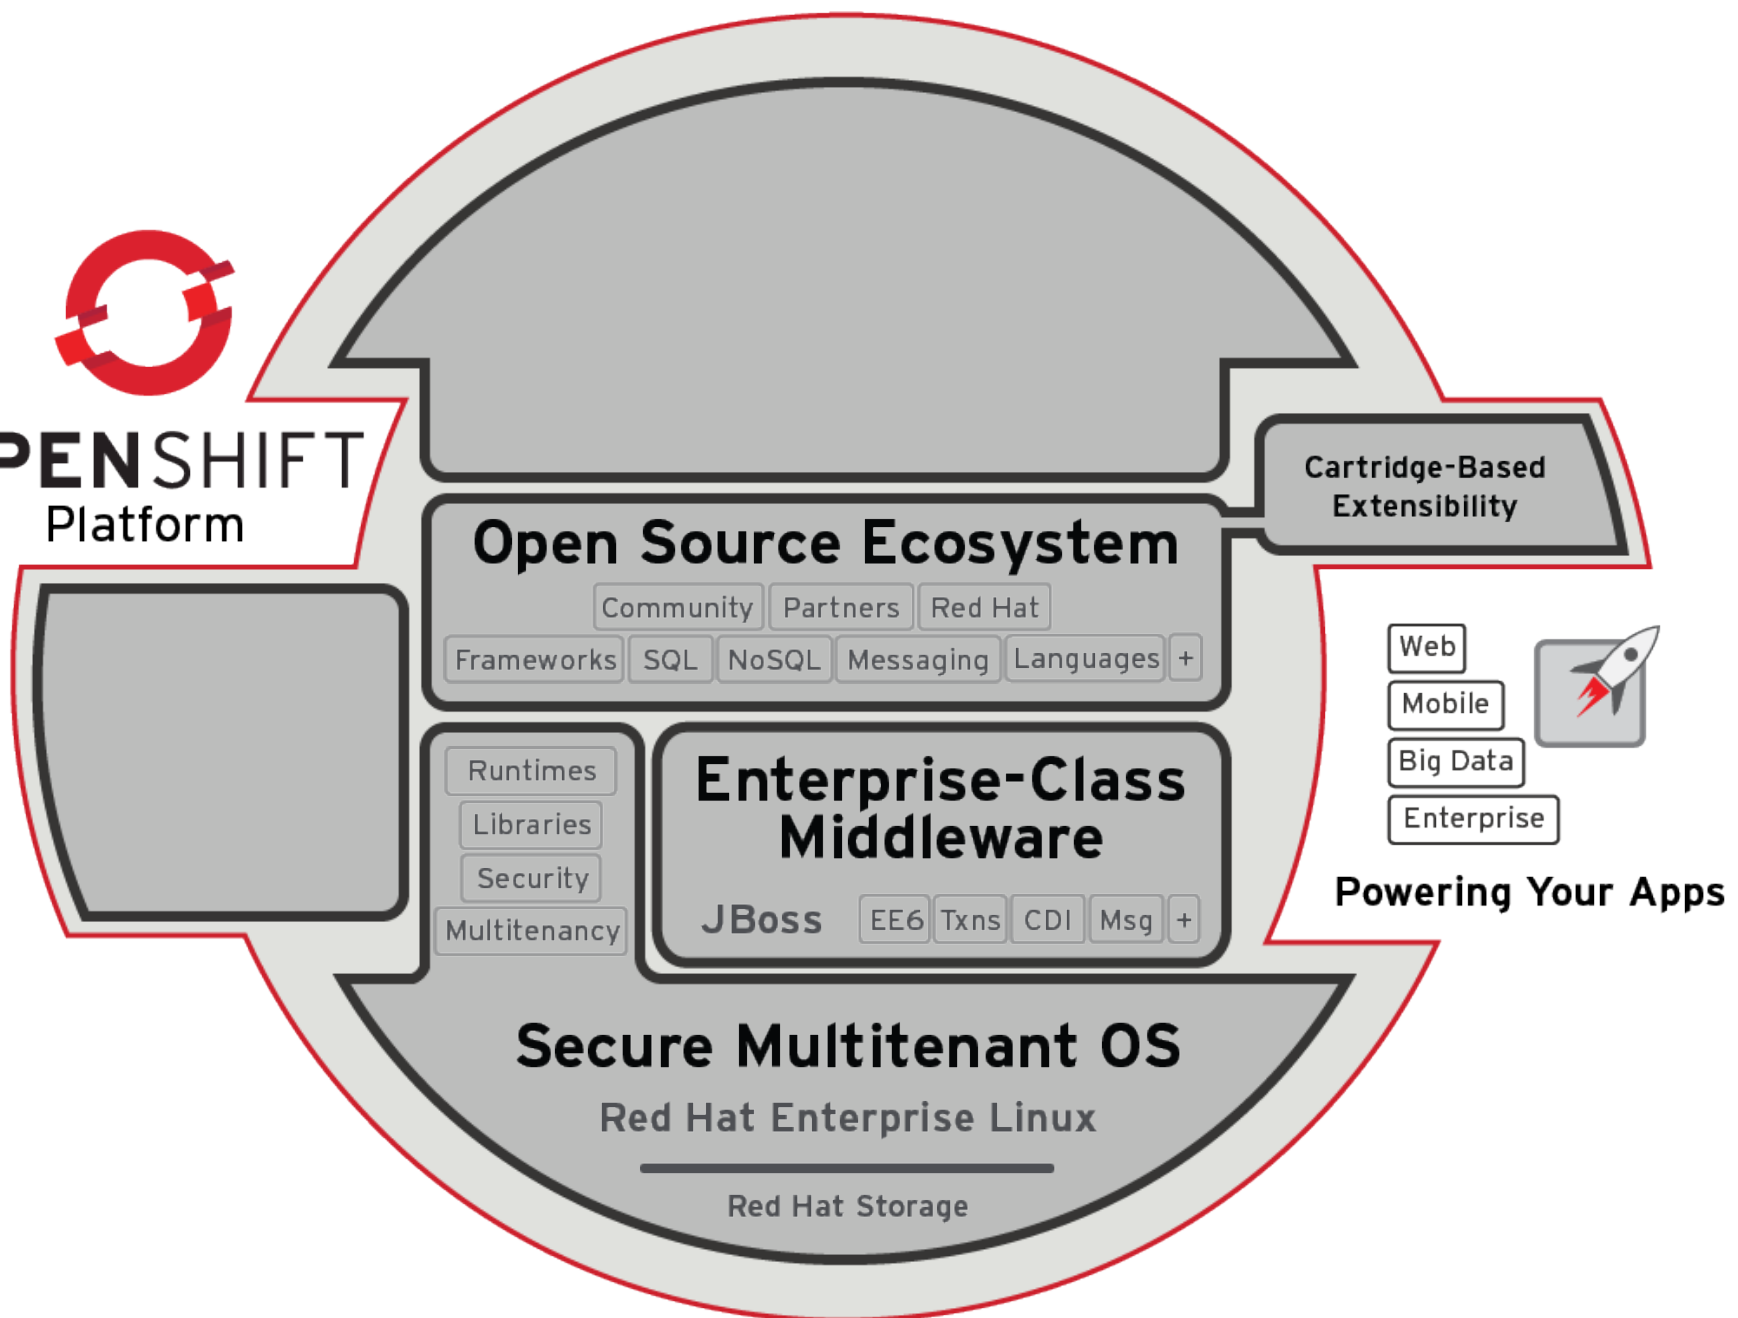 PENSHIFT
Platform
Cartridge-Based
Extensibility
Open Source Ecosystem
Community Partners Red Hat
Frameworks SQL NoSQL Messaging Languages +
Runtimes
Libraries
Security
Multitenancy
Enterprise-Class
Middleware
JBoss EE6 Txns CDI Msg +
Secure Multitenant OS
Red Hat Enterprise Linux
Red Hat Storage
Web
Mobile
Big Data
Enterprise
Powering Your Apps